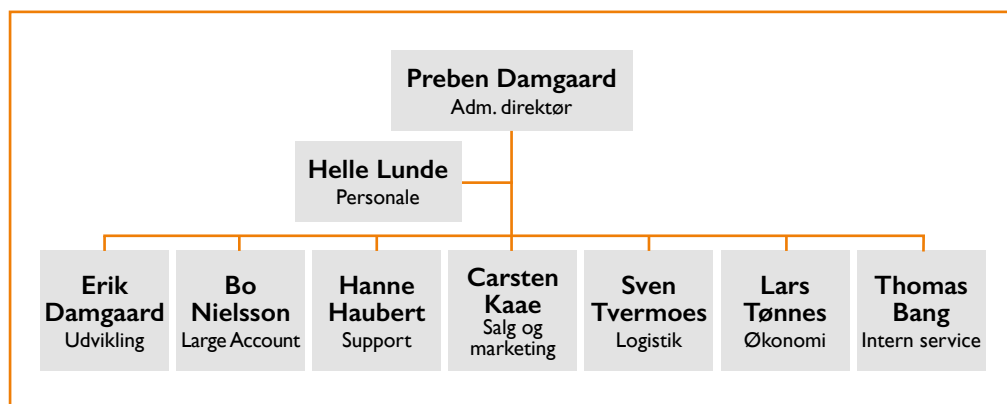 Preben Damgaard
Adm. direktør
Helle Lunde
Personale
Erik
Damgaard
Udvikling
Bo
Nielsson
Large Account
Hanne
Haubert
Support
Carsten
Kaae
Salg og
marketing
Sven
Tvermoes
Logistik
Lars
Tønnes
Økonomi
Thomas
Bang
Intern service